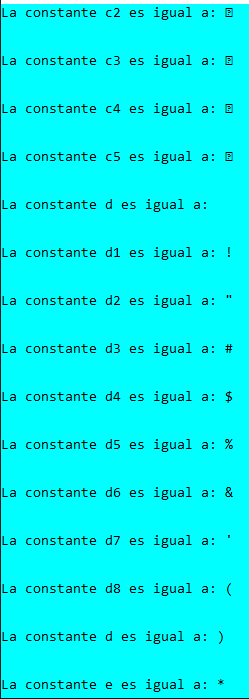 La constante c2 es igual a: 
La constante c3 es igual a: 
La constante c4 es igual a: 
La constante c5 es igual a: 
La constante d es igual a:
La constante d1 es igual a: !
La constante d2 es igual a: "
La constante d3 es igual a: #
La constante d4 es igual a: $
La constante d5 es igual a: %
La constante d6 es igual a: &
La constante d7 es igual a: '
La constante d8 es igual a: (
La constante d es igual a: )
La constante e es igual a: *